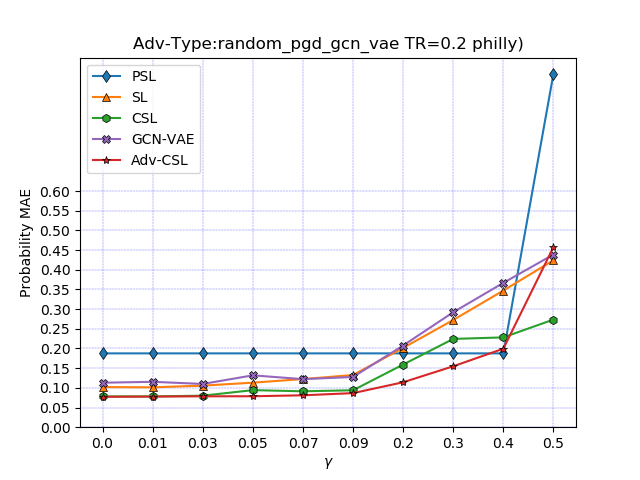 Adv-Type:random_pgd_gcn_vae TR=0.2 philly)
PSL
SL
CSL
GCN-VAE
Adv-CSL
Probability MAE
0.60
0.55
0.50
0.45
0.40
0.35
0.30
0.25
0.20
0.15
0.10
0.05
0.00
0.0 0.01 0.03 0.05 0.07 0.09 0.2 0.3 0.4 0.5
γ